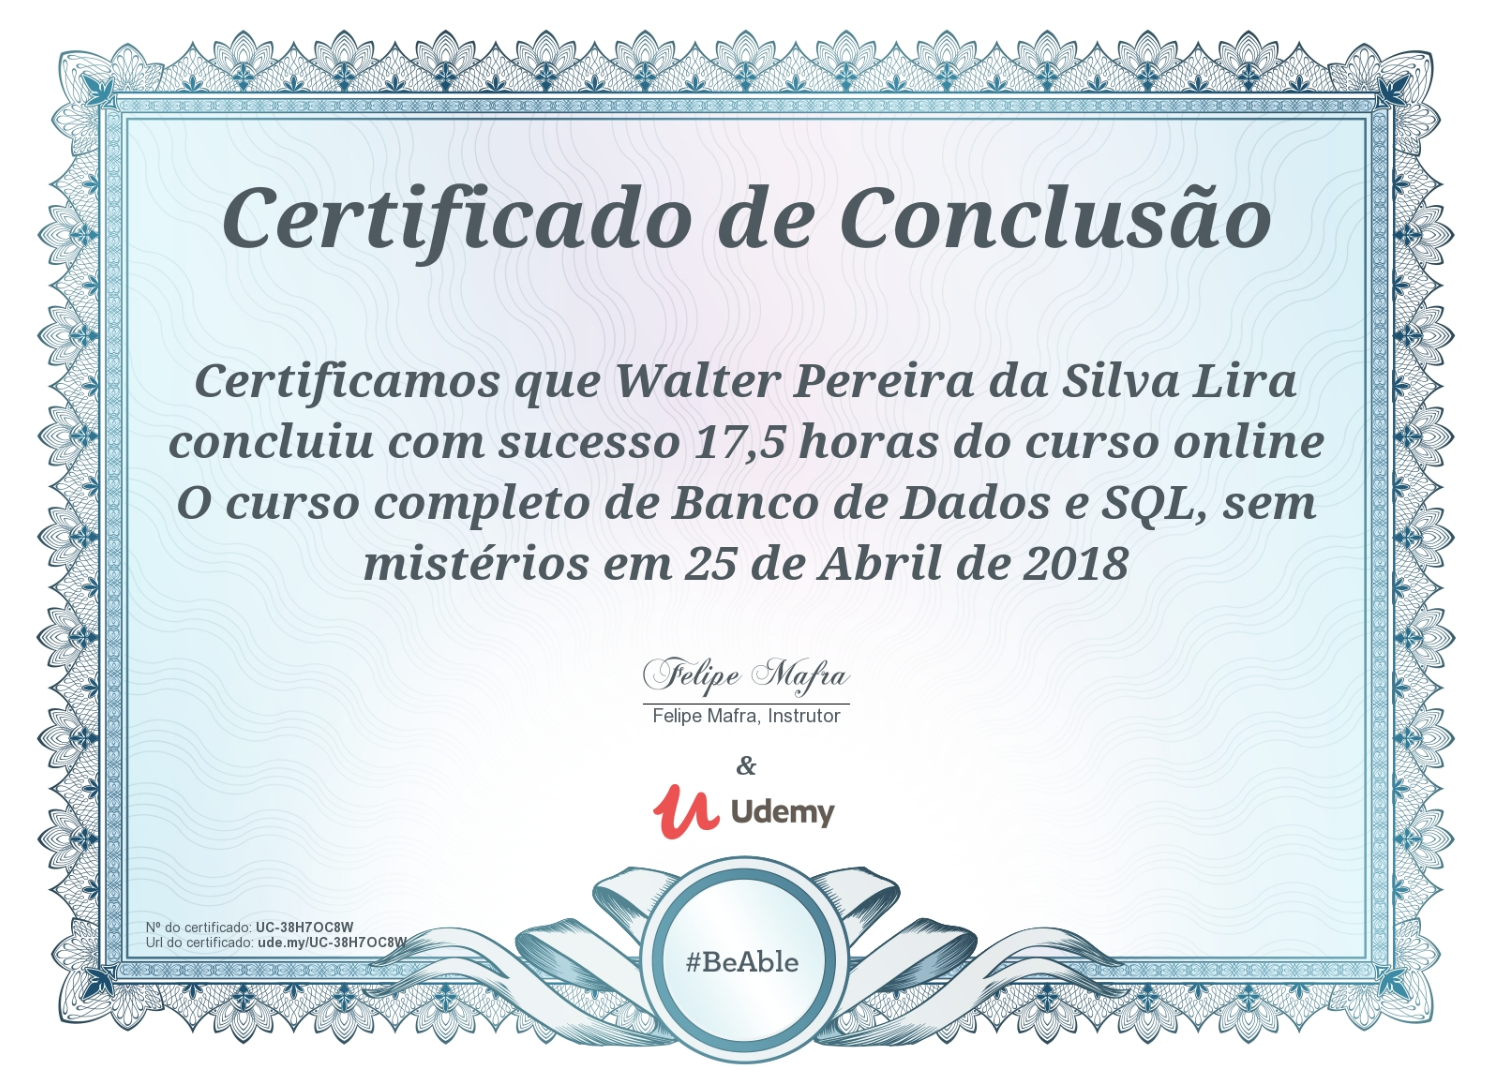 Certificado de Conclusão
Certificamos que Walter Pereira da Silva Lira
concluiu com sucesso 17,5 horas do curso online
O curso completo de Banco de Dados e SQL, sem
mistérios em 25 de Abril de 2018
Felipe Mafra
Felipe Mafra, Instrutor
&
Udemy
Nº do certificado: UC-38H7OC8W
Url do certificado: ude.my/UC-38H7OC8W
#BeAble